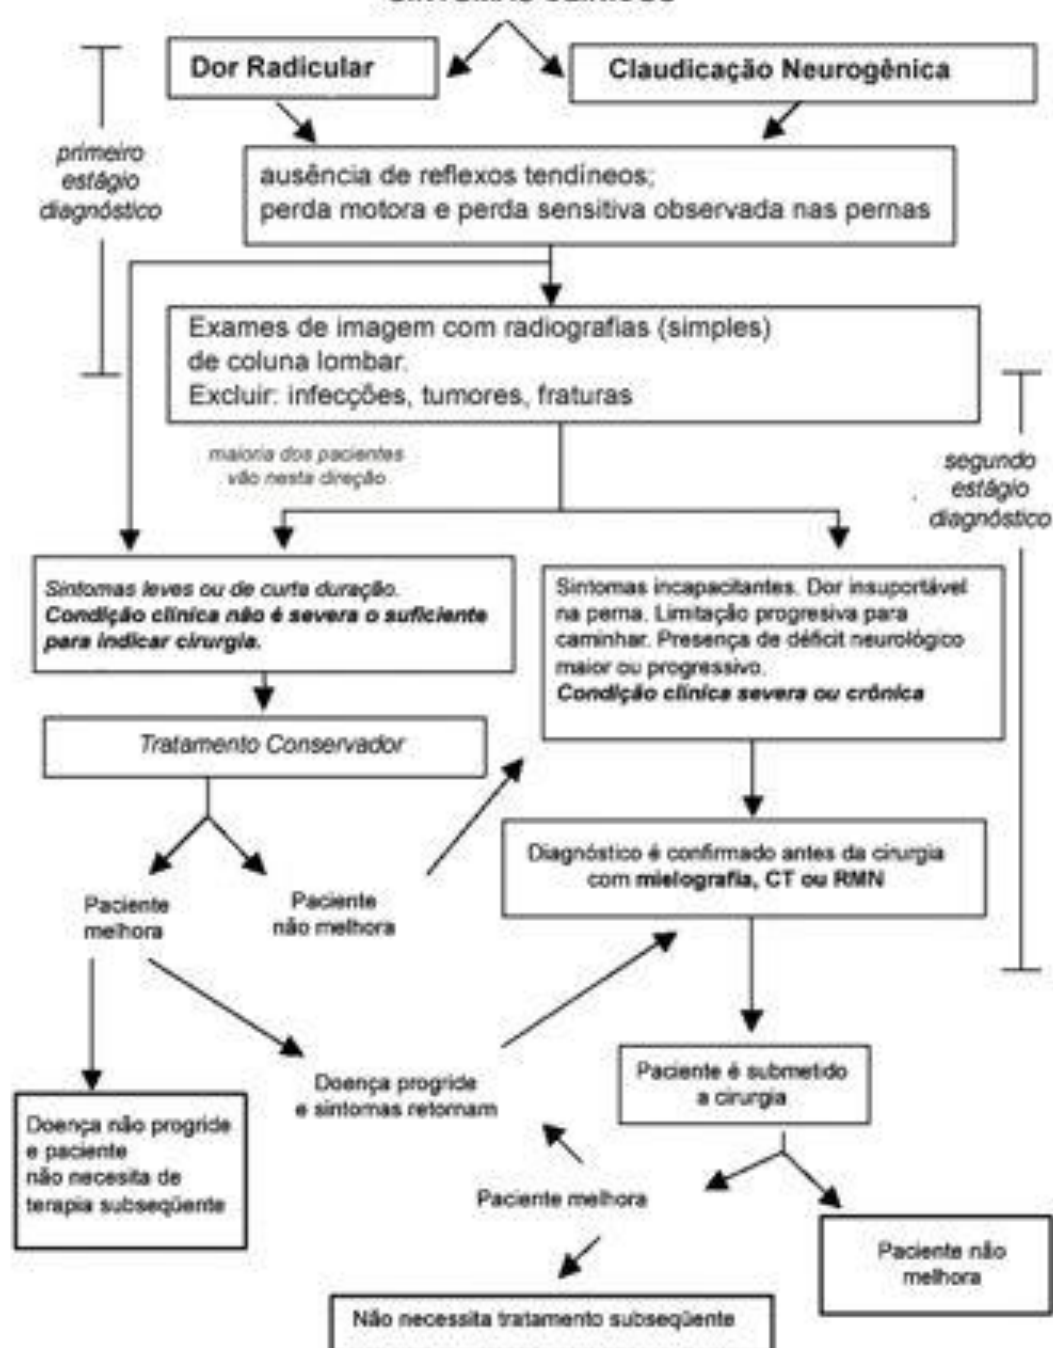 Dor Radicular
Claudicação Neurogênica
primeiro
estágio
diagnóstico
ausência de reflexos tendíneos;
perda motora e perda sensitiva observada nas pernas
Exames de imagem com radiografias (simples)
de coluna lombar.
Excluir: infecções, tumores, fraturas
maioria dos pacientes
vão nesta direção
segundo
estágio
diagnóstico
Sintomas leves ou de curta duração.
Condição clínica não é severa o suficiente
para indicar cirurgia.
Sintomas incapacitantes. Dor insuportável
na perna. Limitação progresiva para
caminhar. Presença de déficit neurológico
maior ou progressivo.
Condição clínica severa ou crônica
Tratamento Conservador
Diagnóstico é confirmado antes da cirurgia
com mielografia, CT ou RMN
Paciente
melhora
Paciente
não melhora
Doença progride
e sintomas retornam
Paciente é submetido
a cirurgia
Doença não progride
e paciente
não necesita de
terapia subseqüente
Paciente melhora
Paciente não
melhora
Não necessita tratamento subseqüente